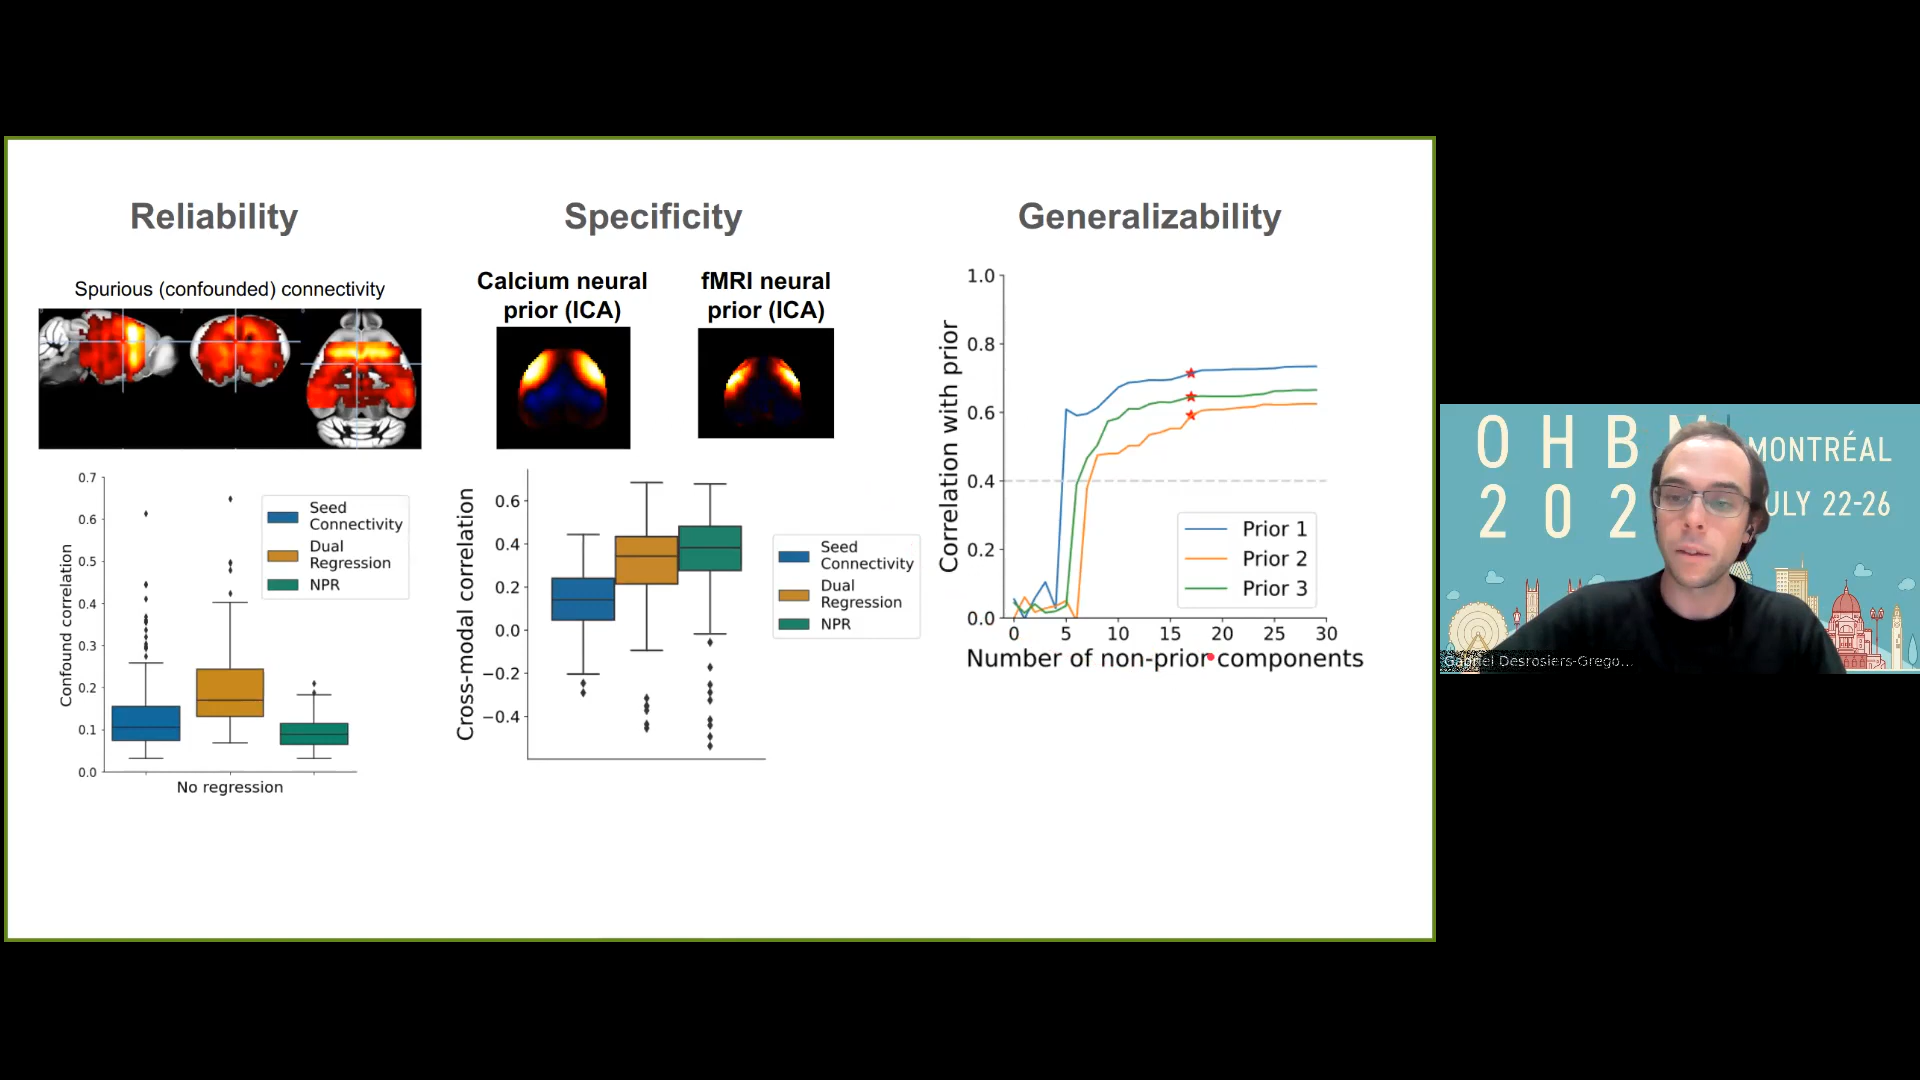 Reliability
Spurious (confounded) connectivity
Confound correlation
0.7
0.6
0.5
0.4
0.3
0.2
0.1
0.0
Seed
Connectivity
Dual
Regression
NPR
No regression
Specificity
Calcium neural
prior (ICA)
fMRI neural
prior (ICA)
Cross-modal correlation
0.6
0.4
0.2
0.0
−0.2
−0.4
Seed
Connectivity
Dual
Regression
NPR
Generalizability
Correlation with prior
1.0
0.8
0.6
0.4
0.2
0.0
0 5 10 15 20 25 30
Prior 1
Prior 2
Prior 3
Number of non-prior components
O H B M
MONTRÉAL
2 0 2
ULY 22-26
Gabriel Desrosiers-Grego...